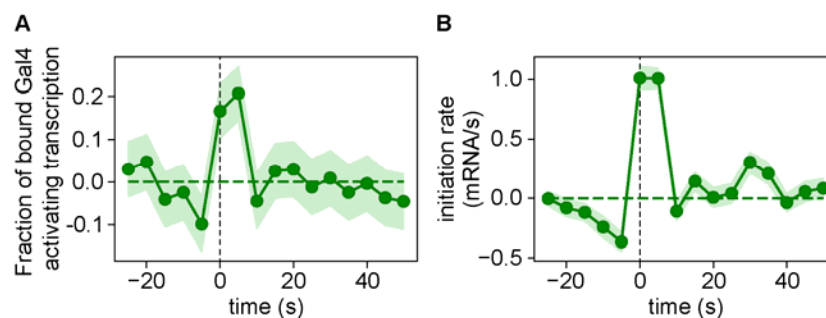 A
Fraction of bound Gal4
activating transcription
0.2
0.1
0.0
-0.1
−20
0
20
40
time (s)
B
initiation rate
(mRNA/s)
1.0
0.5
0.0
−0.5
−20
0
20
40
time (s)